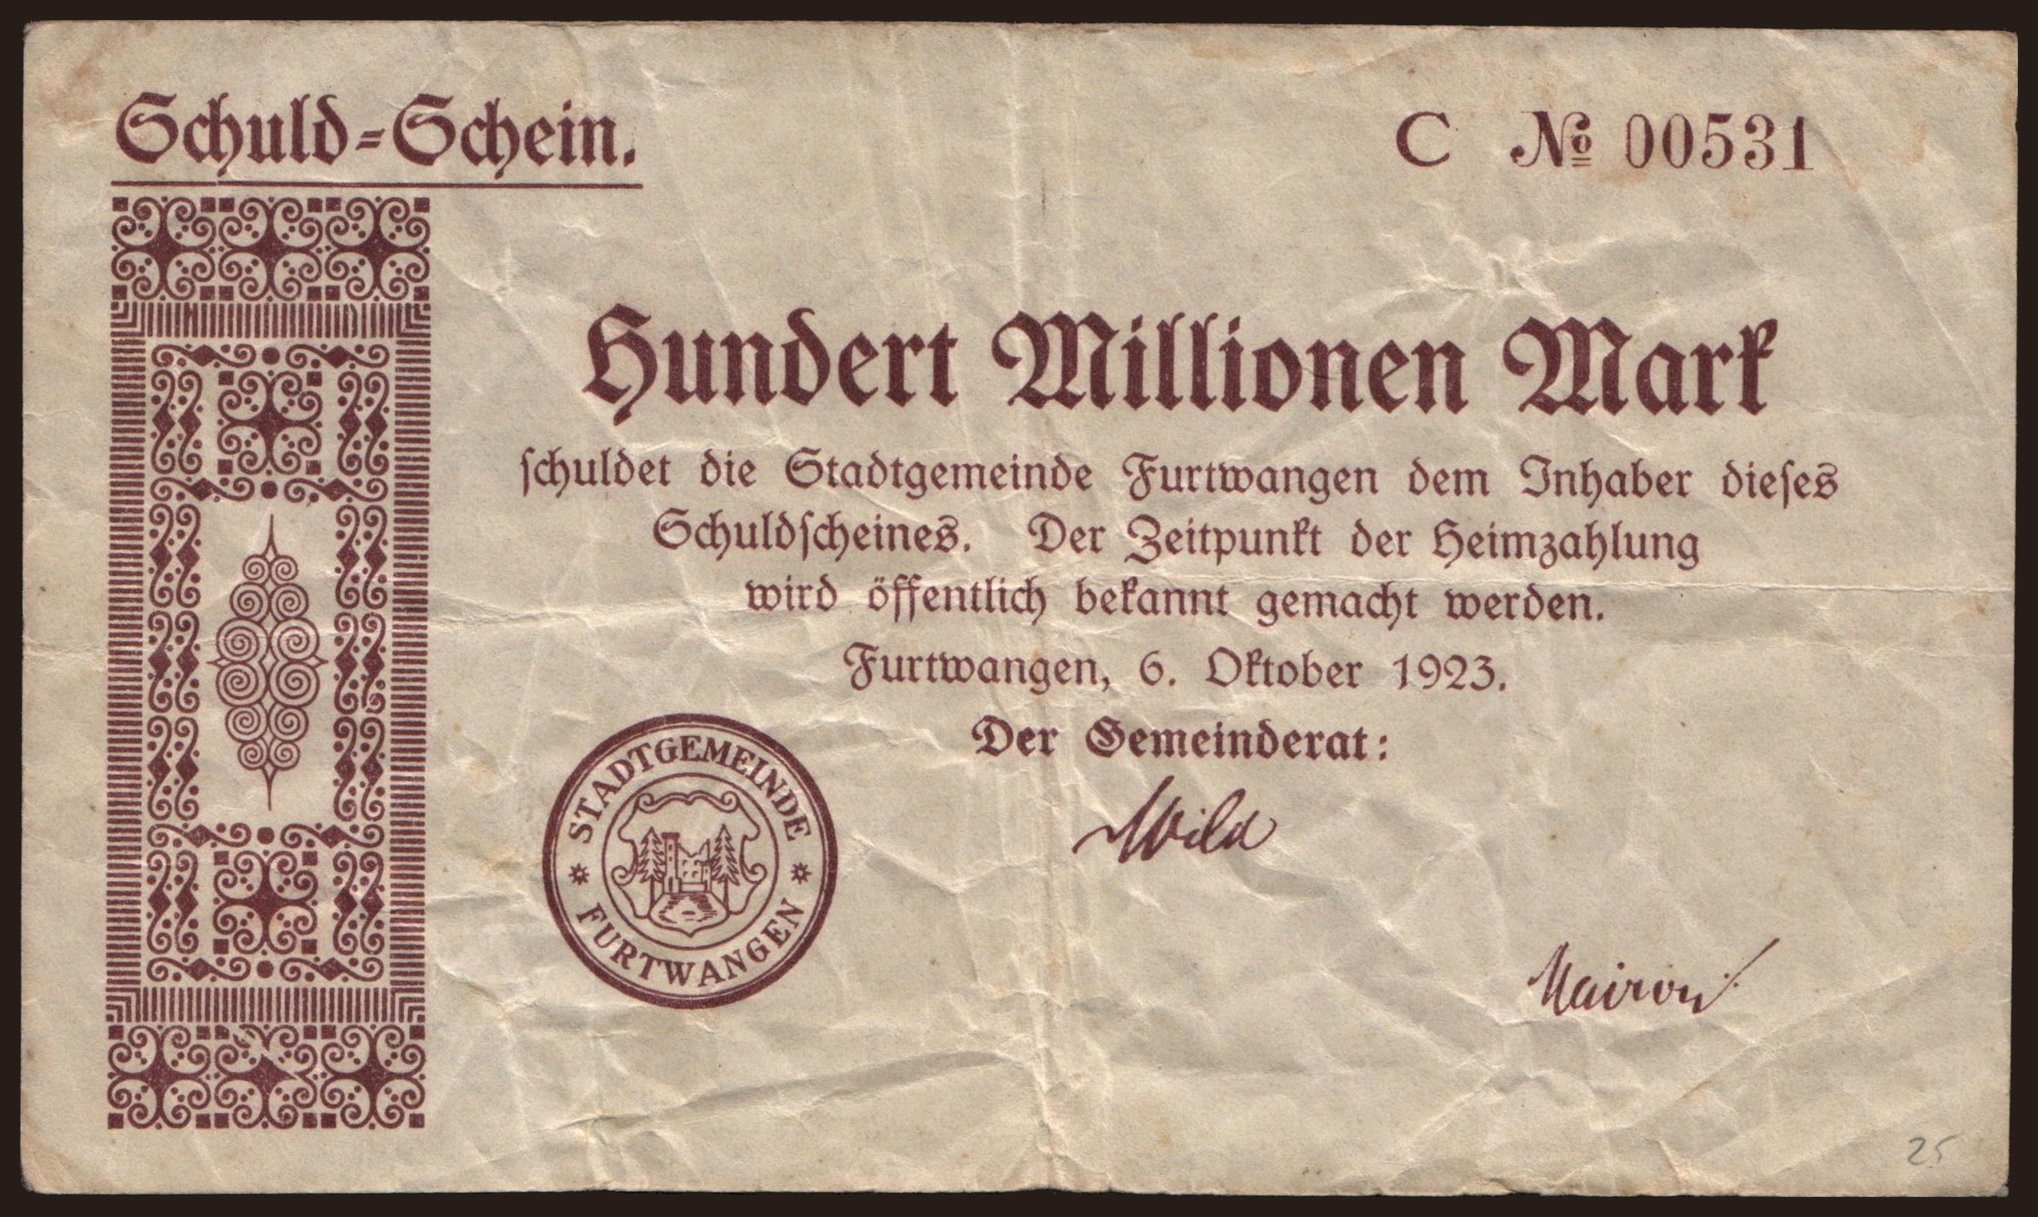 Schuld-Schein.
C № 00531
Hundert Millionen Mark
schuldet die Stadtgemeinde Furtwangen dem Inhaber dieses
Schuldscheines. Der Zeitpunkt der Heimzahlung
wird öffentlich bekannt gemacht werden.
Furtwangen, 6. Oktober 1923.
Der Gemeinderat:
Wild
STADTGEMEINDE
FURTWANGEN
25